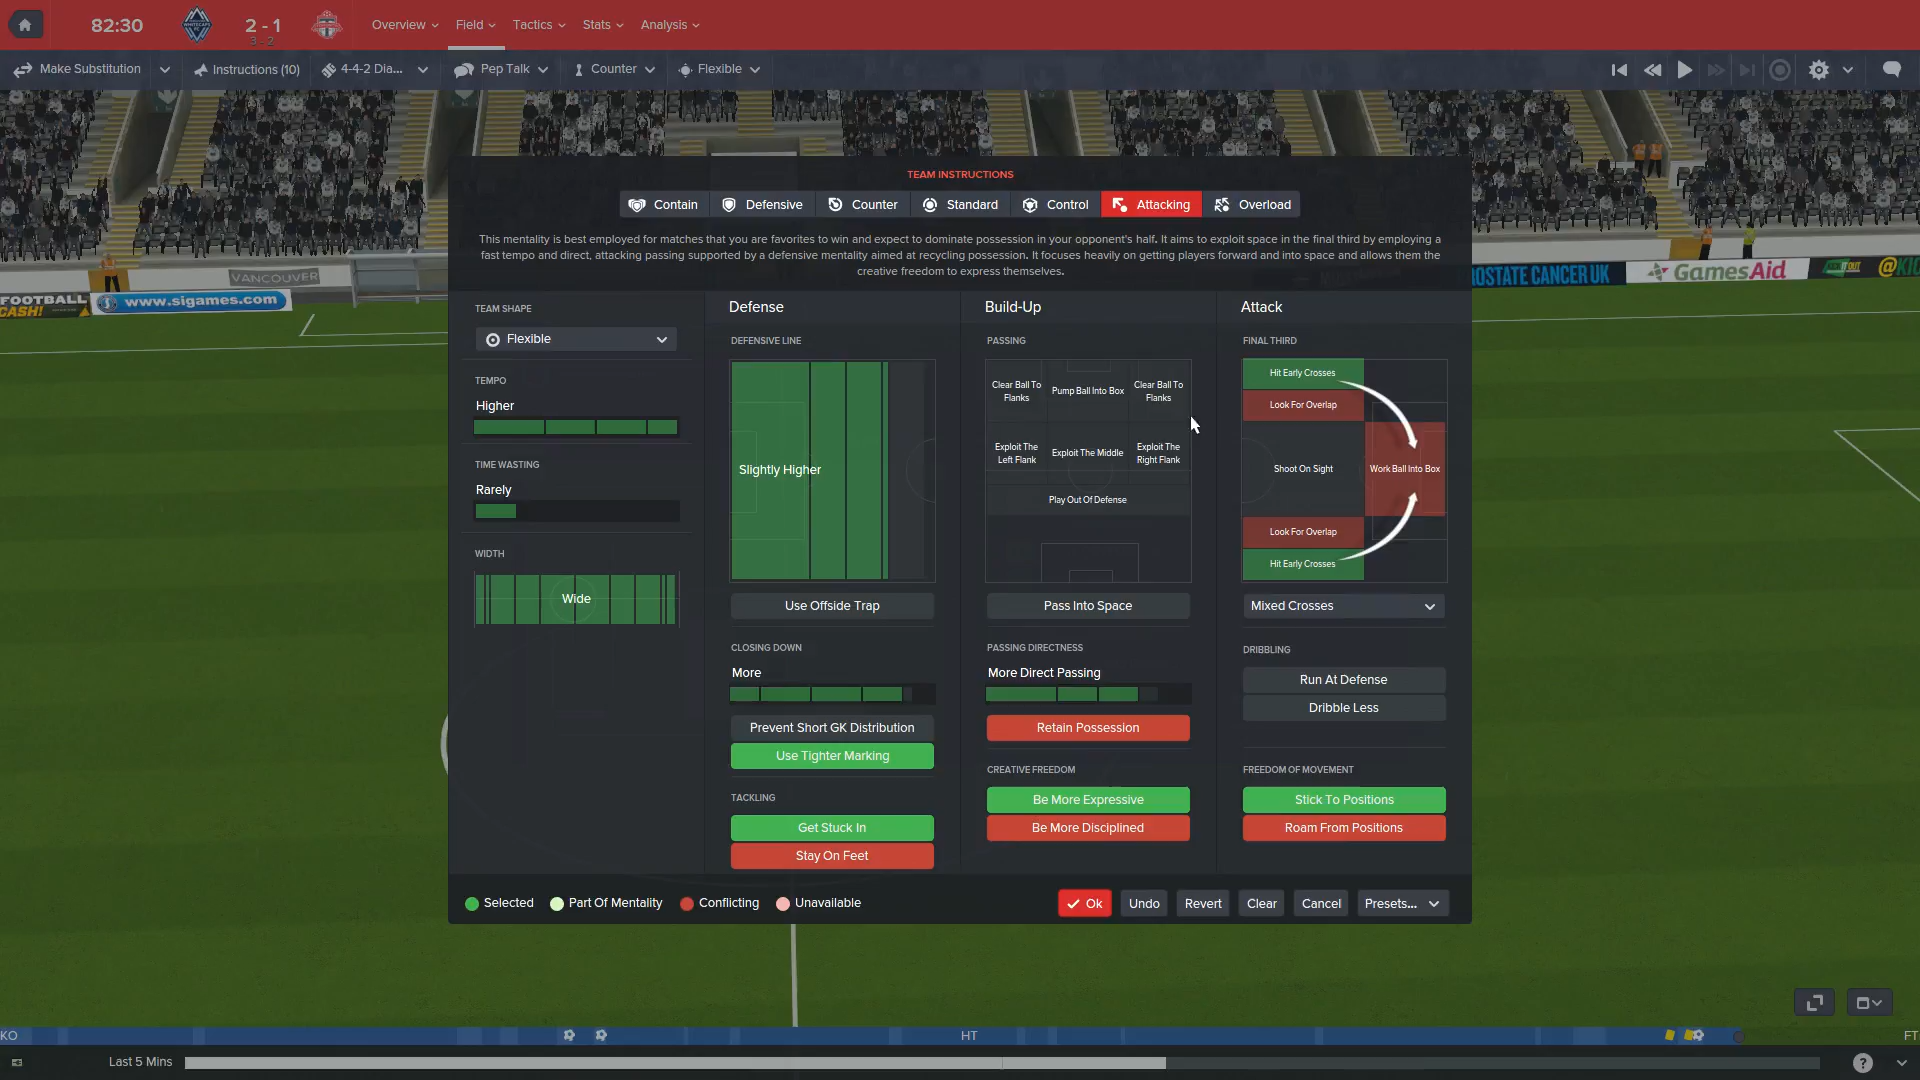 82:30
WHITECAPS FC
2 - 1
3 - 2
Overview
Field
Tactics
Stats
Analysis
Make Substitution
Instructions (10)
4-4-2 Dia...
Pep Talk
Counter
Flexible
TEAM INSTRUCTIONS
Contain
Defensive
Counter
Standard
Control
Attacking
Overload
This mentality is best employed for matches that you are favorites to win and expect to dominate possession in your opponent's half. It aims to exploit space in the final third by employing a
fast tempo and direct, attacking passing supported by a defensive mentality aimed at recycling possession. It focuses heavily on getting players forward and into space and allows them the
creative freedom to express themselves.
VANCOUVER
FOOTBALL
CASH!
www.sigames.com
PROSTATE CANCER UK
GamesAid
TEAM SHAPE
Flexible
TEMPO
Higher
TIME WASTING
Rarely
WIDTH
Wide
Defense
DEFENSIVE LINE
Slightly Higher
Use Offside Trap
CLOSING DOWN
More
Prevent Short GK Distribution
Use Tighter Marking
TACKLING
Get Stuck In
Stay On Feet
Build-Up
PASSING
Clear Ball To
Flanks
Pump Ball Into Box
Clear Ball To
Flanks
Exploit The
Left Flank
Exploit The Middle
Exploit The
Right Flank
Play Out Of Defense
Pass Into Space
PASSING DIRECTNESS
More Direct Passing
Retain Possession
CREATIVE FREEDOM
Be More Expressive
Be More Disciplined
Attack
FINAL THIRD
Hit Early Crosses
Look For Overlap
Shoot On Sight
Work Ball Into Box
Look For Overlap
Hit Early Crosses
Mixed Crosses
DRIBBLING
Run At Defense
Dribble Less
FREEDOM OF MOVEMENT
Stick To Positions
Roam From Positions
Selected
Part Of Mentality
Conflicting
Unavailable
Ok
Undo
Revert
Clear
Cancel
Presets...
KO
HT
FT
Last 5 Mins
?